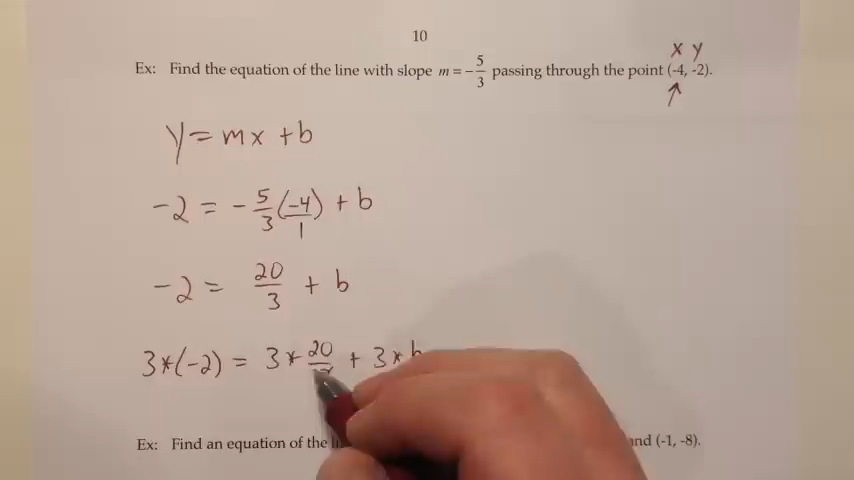 10
x y
Ex: Find the equation of the line with slope m = -5/3 passing through the point (-4, -2).
y = mx + b
-2 = -5/3 (-4/1) + b
-2 = 20/3 + b
3*(-2) = 3*20/3 + 3*b
Ex: Find an equation of the and (-1, -8).